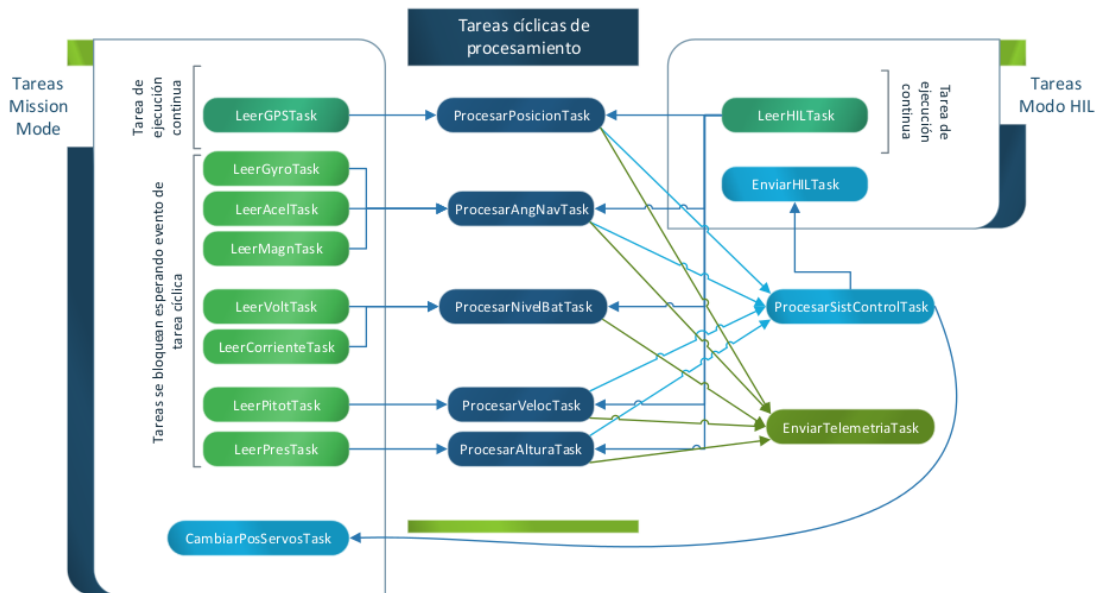 Tareas cíclicas de
procesamiento
Tareas
Mission
Mode
Tarea de
ejecución
continua
LeerGPSTask
Tareas se bloquean esperando evento de
tarea cíclica
LeerGyroTask
LeerAcelTask
LeerMagnTask
LeerVoltTask
LeerCorrienteTask
LeerPitotTask
LeerPresTask
CambiarPosServosTask
ProcesarPosicionTask
ProcesarAngNavTask
ProcesarNivelBatTask
ProcesarVelocTask
ProcesarAlturaTask
Tareas
Modo HIL
LeerHILTask
Tarea de
ejecución
continua
EnviarHILTask
ProcesarSistControlTask
EnviarTelemetriaTask